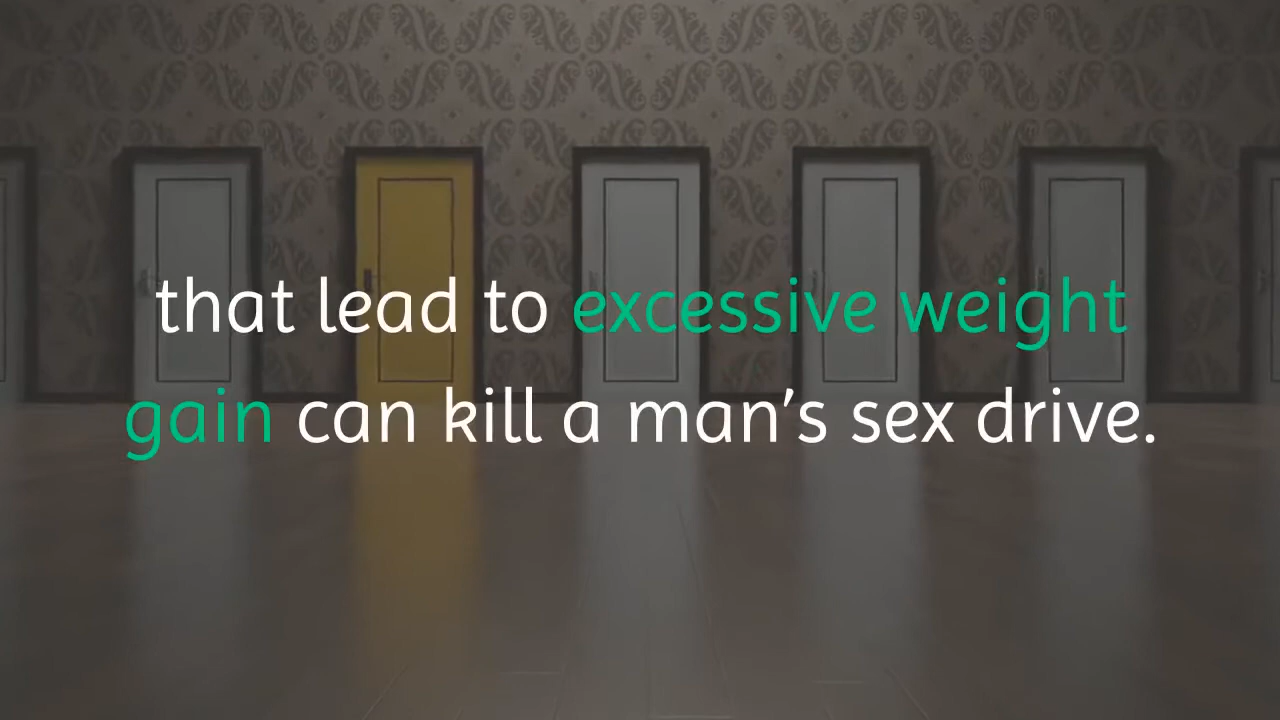 that lead to excessive weight
gain can kill a man’s sex drive.